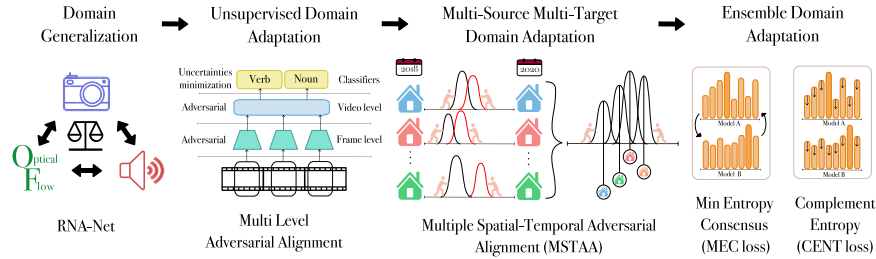 Domain
Generalization
Optical
Flow
RNA-Net
Unsupervised Domain
Adaptation
Uncertainties
minimization
Verb
Noun
Classifiers
Adversarial
Video level
Adversarial
Frame level
Multi Level
Adversarial Alignment
Multi-Source Multi-Target
Domain Adaptation
2018
2020
Multiple Spatial-Temporal Adversarial
Alignment (MSTAA)
Ensemble Domain
Adaptation
Model A
Model B
Min Entropy
Consensus
(MEC loss)
Model A
Model B
Complement
Entropy
(CENT loss)